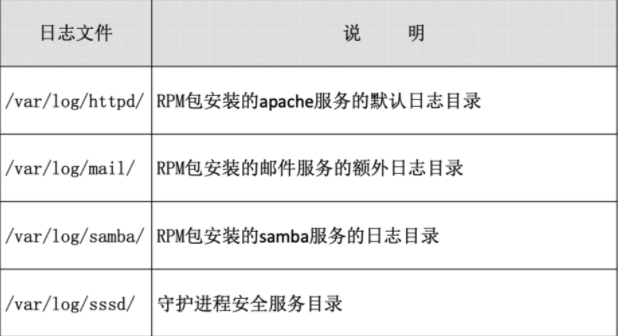 日志文件 说 明
/var/log/httpd/ RPM包安装的apache服务的默认日志目录
/var/log/mail/ RPM包安装的邮件服务的额外日志目录
/var/log/samba/ RPM包安装的samba服务的日志目录
/var/log/sssd/ 守护进程安全服务目录